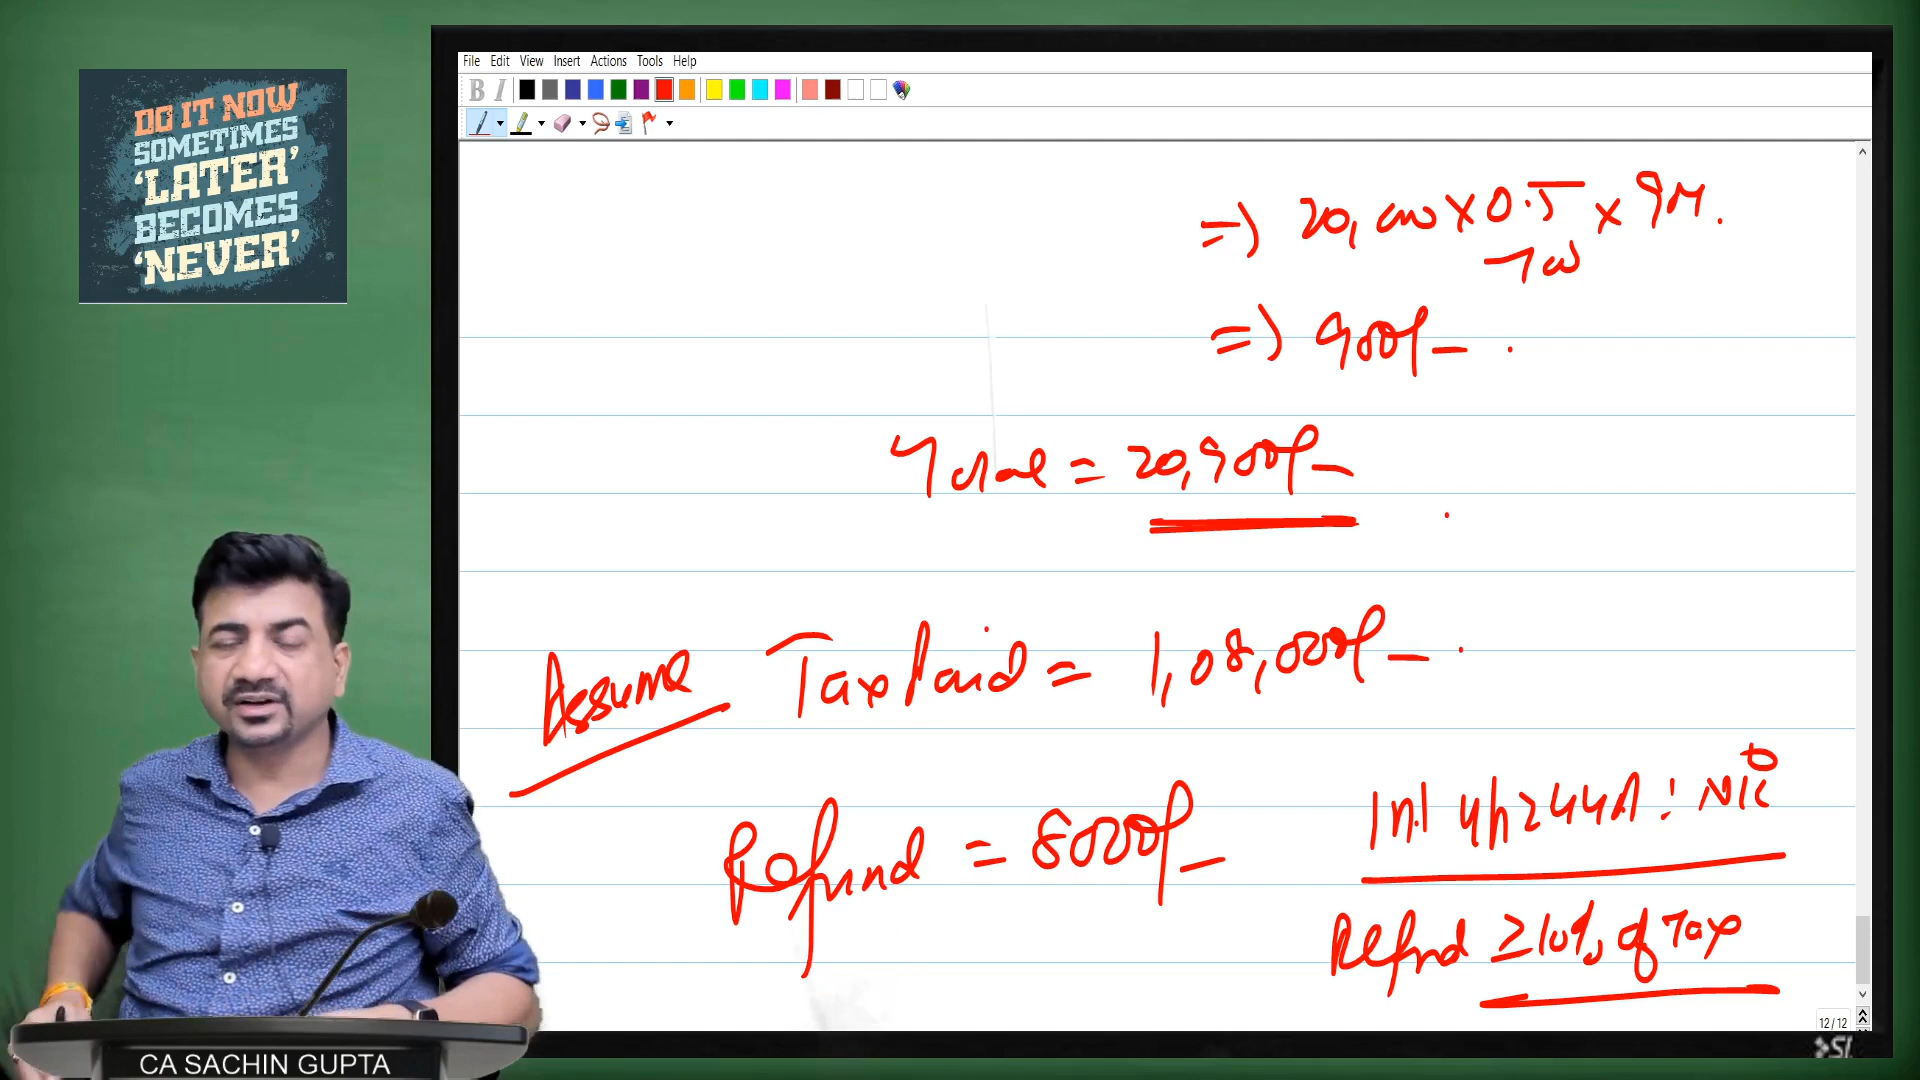 DO IT NOW
SOMETIMES
'LATER'
BECOMES
'NEVER'
File Edit View Insert Actions Tools Help
B I
=) 20,000 × 0.5 × 9M.
100
=) 900/- .
Total = 20,900/-
Assume Tax Paid = 1,08,000/- .
Refund = 8000/-
Int u/h 244A : NIL
Refund ≥ 10% of Tax
12 / 12
CA SACHIN GUPTA